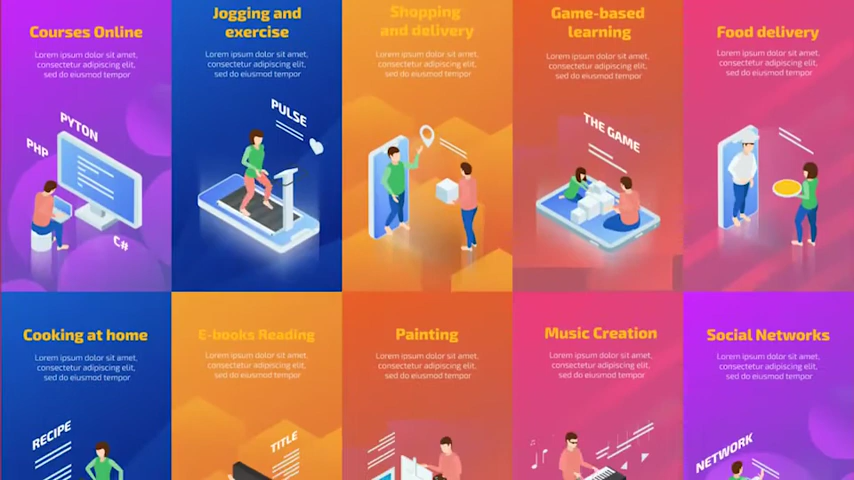 Courses Online
Lorem ipsum dolor sit amet,
consectetur adipiscing elit,
sed do eiusmod tempor
PYTON
PHP
C#
Jogging and
exercise
Lorem ipsum dolor sit amet,
consectetur adipiscing elit,
sed do eiusmod tempor
PULSE
Shopping
and delivery
Lorem ipsum dolor sit amet,
consectetur adipiscing elit,
sed do eiusmod tempor
Game-based
learning
Lorem ipsum dolor sit amet,
consectetur adipiscing elit,
sed do eiusmod tempor
THE GAME
Food delivery
Lorem ipsum dolor sit amet,
consectetur adipiscing elit,
sed do eiusmod tempor
Cooking at home
Lorem ipsum dolor sit amet,
consectetur adipiscing elit,
sed do eiusmod tempor
RECIPE
E-books Reading
Lorem ipsum dolor sit amet,
consectetur adipiscing elit,
sed do eiusmod tempor
TITLE
Painting
Lorem ipsum dolor sit amet,
consectetur adipiscing elit,
sed do eiusmod tempor
Music Creation
Lorem ipsum dolor sit amet,
consectetur adipiscing elit,
sed do eiusmod tempor
Social Networks
Lorem ipsum dolor sit amet,
consectetur adipiscing elit,
sed do eiusmod tempor
NETWORK